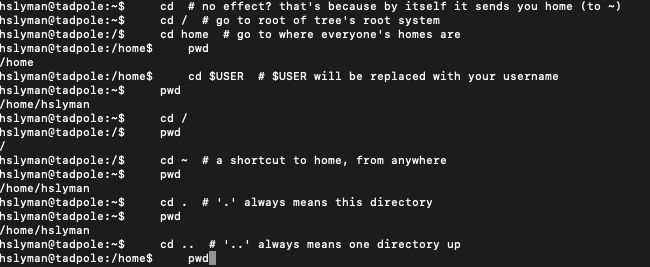 hslyman@tadpole:~$     cd  # no effect? that's because by itself it sends you home (to ~)
hslyman@tadpole:~$     cd /  # go to root of tree's root system
hslyman@tadpole:/$     cd home  # go to where everyone's homes are
hslyman@tadpole:/home$     pwd
/home
hslyman@tadpole:/home$     cd $USER  # $USER will be replaced with your username
hslyman@tadpole:~$     pwd
/home/hslyman
hslyman@tadpole:~$     cd /
hslyman@tadpole:/$     pwd
/
hslyman@tadpole:/$     cd ~  # a shortcut to home, from anywhere
hslyman@tadpole:~$     pwd
/home/hslyman
hslyman@tadpole:~$     cd .  # '.' always means this directory
hslyman@tadpole:~$     pwd
/home/hslyman
hslyman@tadpole:~$     cd ..  # '..' always means one directory up
hslyman@tadpole:/home$     pwd